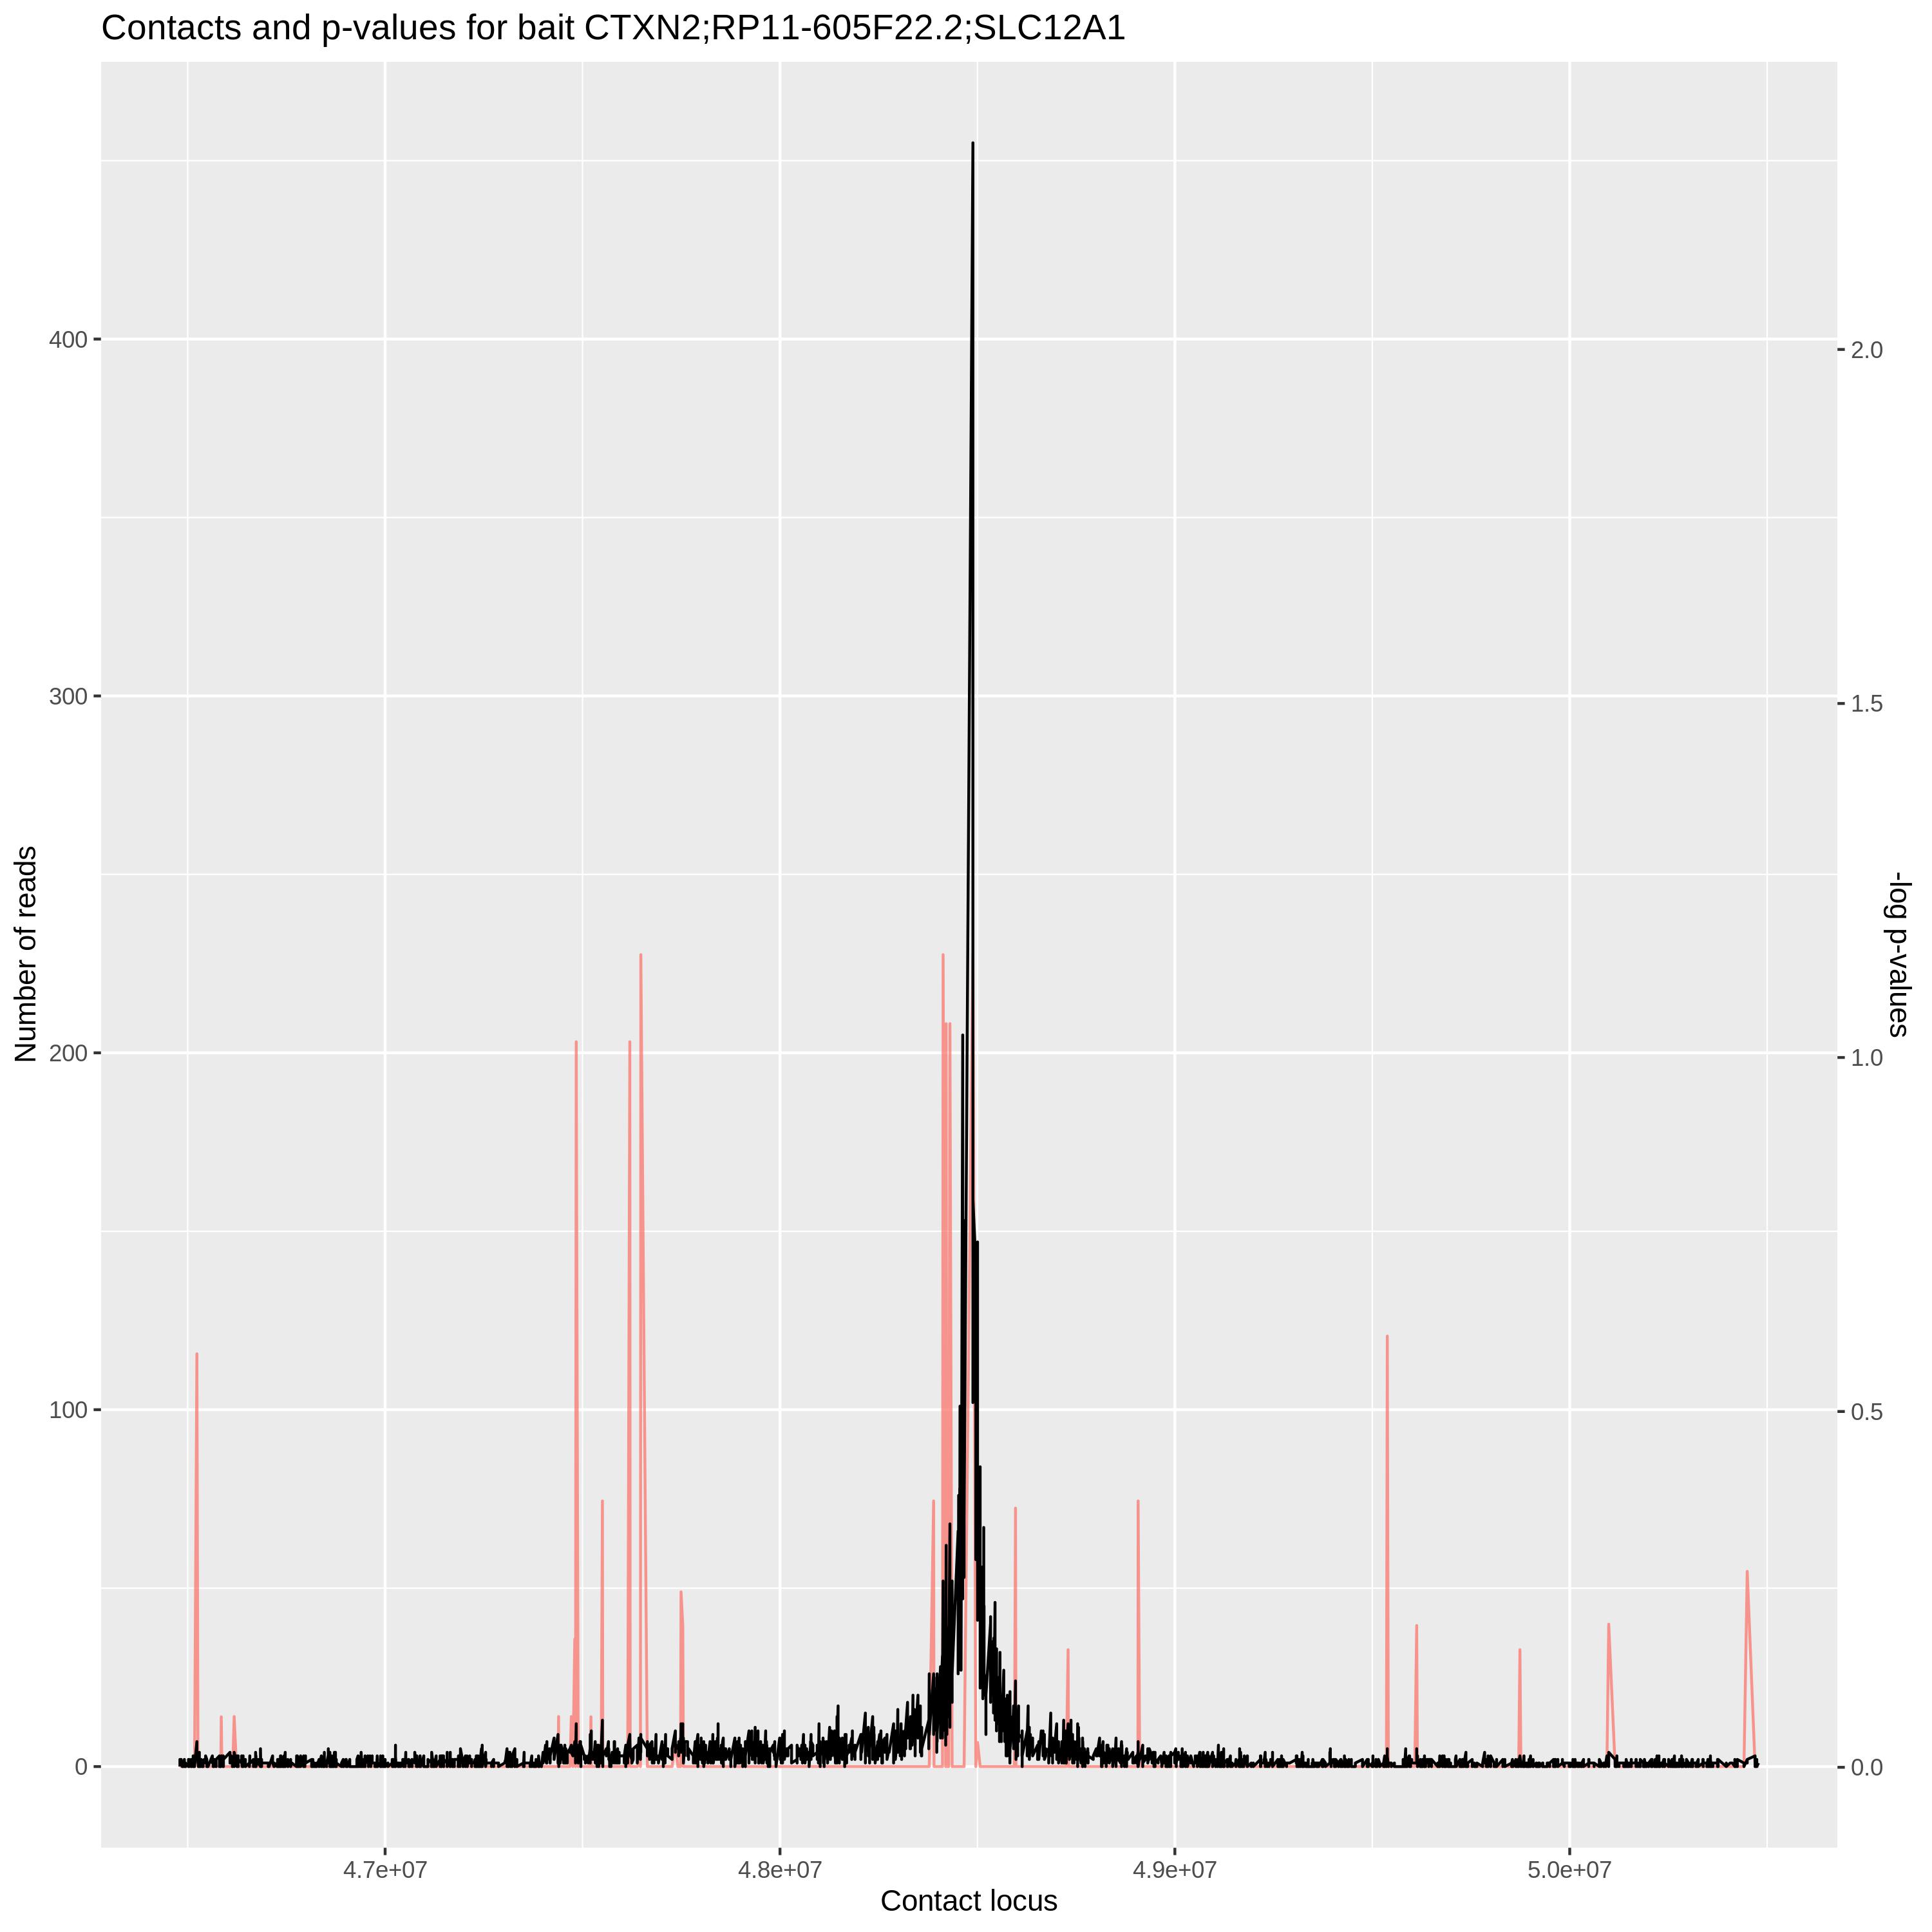 Contacts and p-values for bait CTXN2;RP11-605F22.2;SLC12A1
Number of reads
400
300
200
100
0
2.0
1.5
1.0
0.5
0.0
-log p-values
4.7e+07 4.8e+07 4.9e+07 5.0e+07
Contact locus